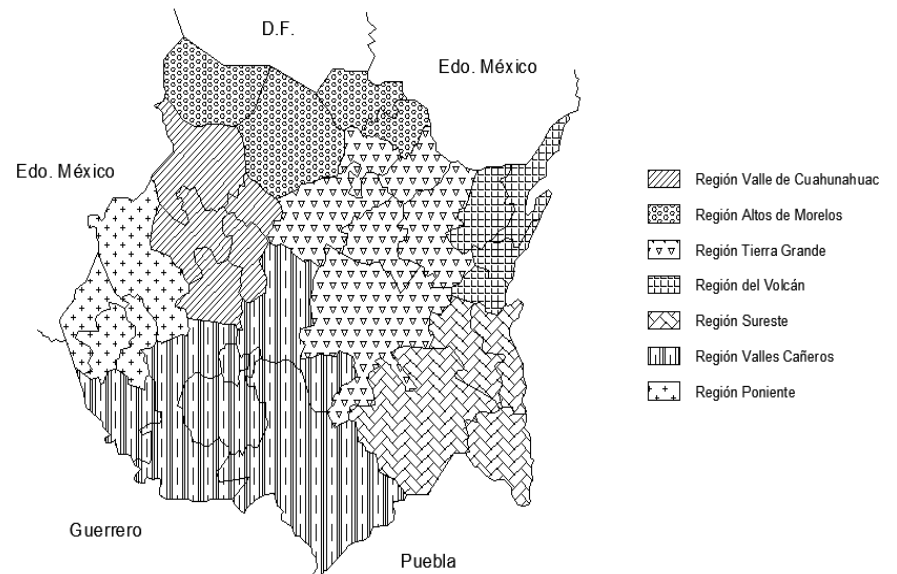 D.F.
Edo. México
Edo. México
Región Valle de Cuahunahuac
Región Altos de Morelos
Región Tierra Grande
Región del Volcán
Región Sureste
Región Valles Cañeros
Región Poniente
Guerrero
Puebla